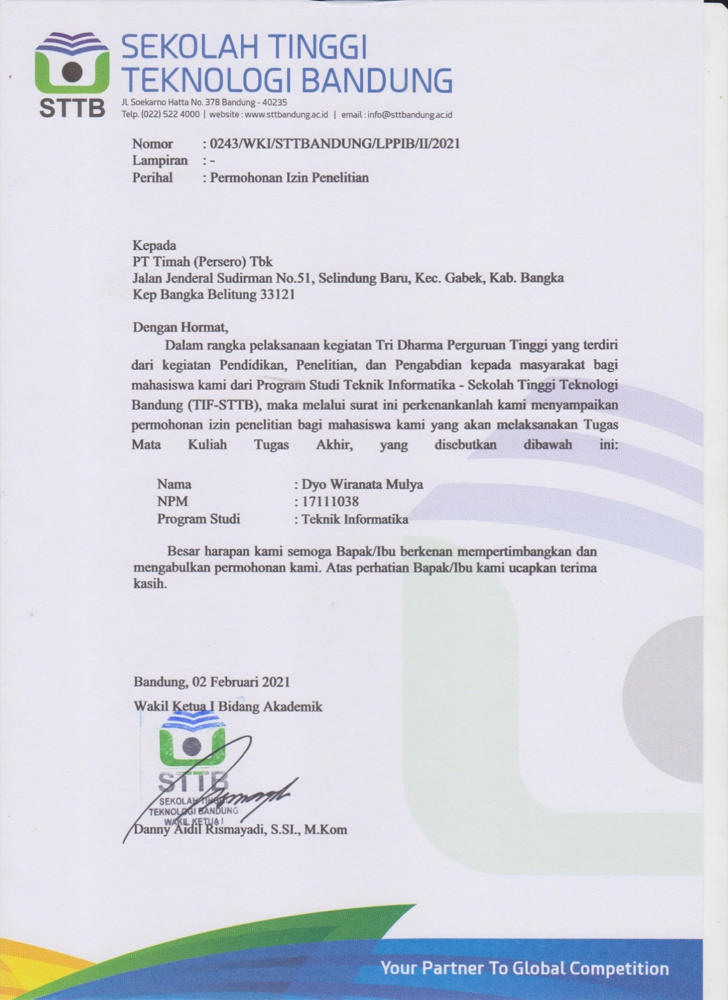 SEKOLAH TINGGI
TEKNOLOGI BANDUNG
STTB
Jl. Soekarno Hatta No. 378 Bandung - 40235
Telp. (022) 522 4000 | website : www.sttbandung.ac.id | email : info@sttbandung.ac.id
Nomor : 0243/WKI/STTBANDUNG/LPPIB/II/2021
Lampiran : -
Perihal : Permohonan Izin Penelitian
Kepada
PT Timah (Persero) Tbk
Jalan Jenderal Sudirman No.51, Selindung Baru, Kec. Gabek, Kab. Bangka
Kep Bangka Belitung 33121
Dengan Hormat,
Dalam rangka pelaksanaan kegiatan Tri Dharma Perguruan Tinggi yang terdiri
dari kegiatan Pendidikan, Penelitian, dan Pengabdian kepada masyarakat bagi
mahasiswa kami dari Program Studi Teknik Informatika - Sekolah Tinggi Teknologi
Bandung (TIF-STTB), maka melalui surat ini perkenankanlah kami menyampaikan
permohonan izin penelitian bagi mahasiswa kami yang akan melaksanakan Tugas
Mata Kuliah Tugas Akhir, yang disebutkan dibawah ini:
Nama : Dyo Wiranata Mulya
NPM : 17111038
Program Studi : Teknik Informatika
Besar harapan kami semoga Bapak/Ibu berkenan mempertimbangkan dan
mengabulkan permohonan kami. Atas perhatian Bapak/Ibu kami ucapkan terima
kasih.
Bandung, 02 Februari 2021
Wakil Ketua I Bidang Akademik
STTB
SEKOLAH TINGGI
TEKNOLOGI BANDUNG
WAKIL KETUA I
Danny Aidil Rismayadi, S.SI., M.Kom
Your Partner To Global Competition